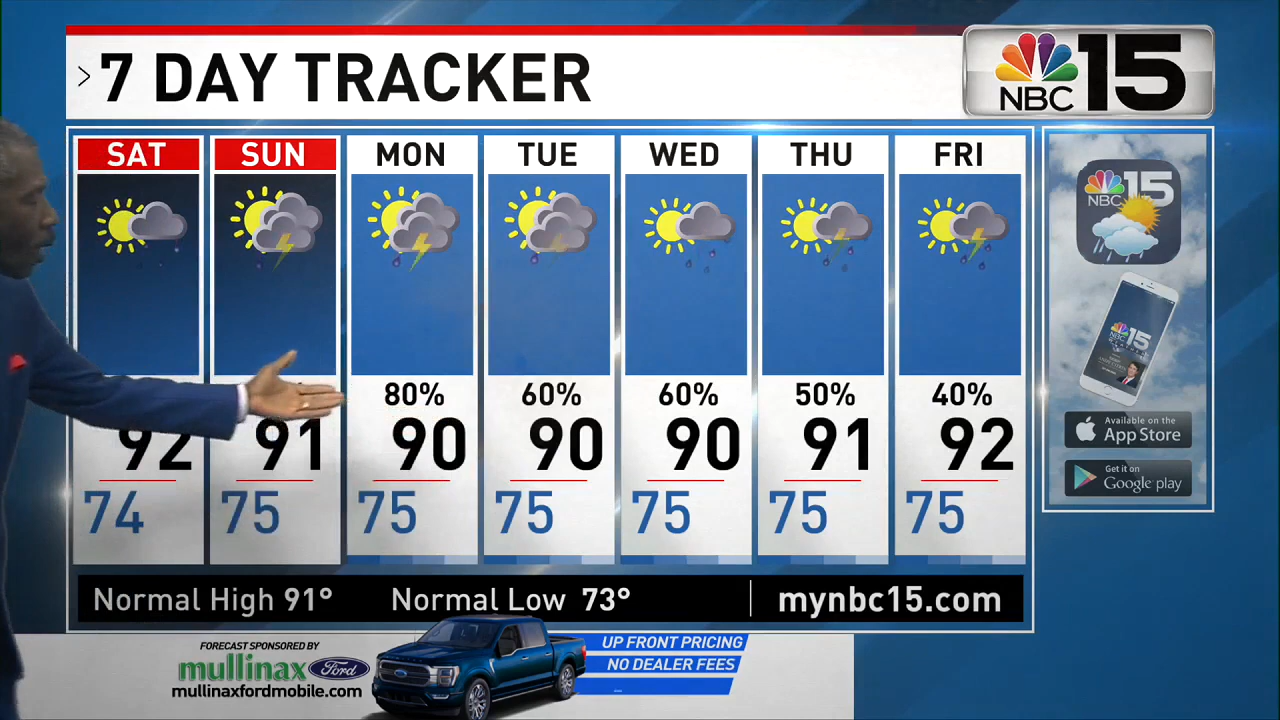 > 7 DAY TRACKER
NBC 15
SAT SUN MON TUE WED THU FRI
NBC 15
80% 60% 60% 50% 40%
92 91 90 90 90 91 92
74 75 75 75 75 75 75
NBC 15
Available on the
App Store
Get it on
Google play
Normal High 91° Normal Low 73° mynbc15.com
FORECAST SPONSORED BY
mullinax Ford
mullinaxfordmobile.com
UP FRONT PRICING
NO DEALER FEES